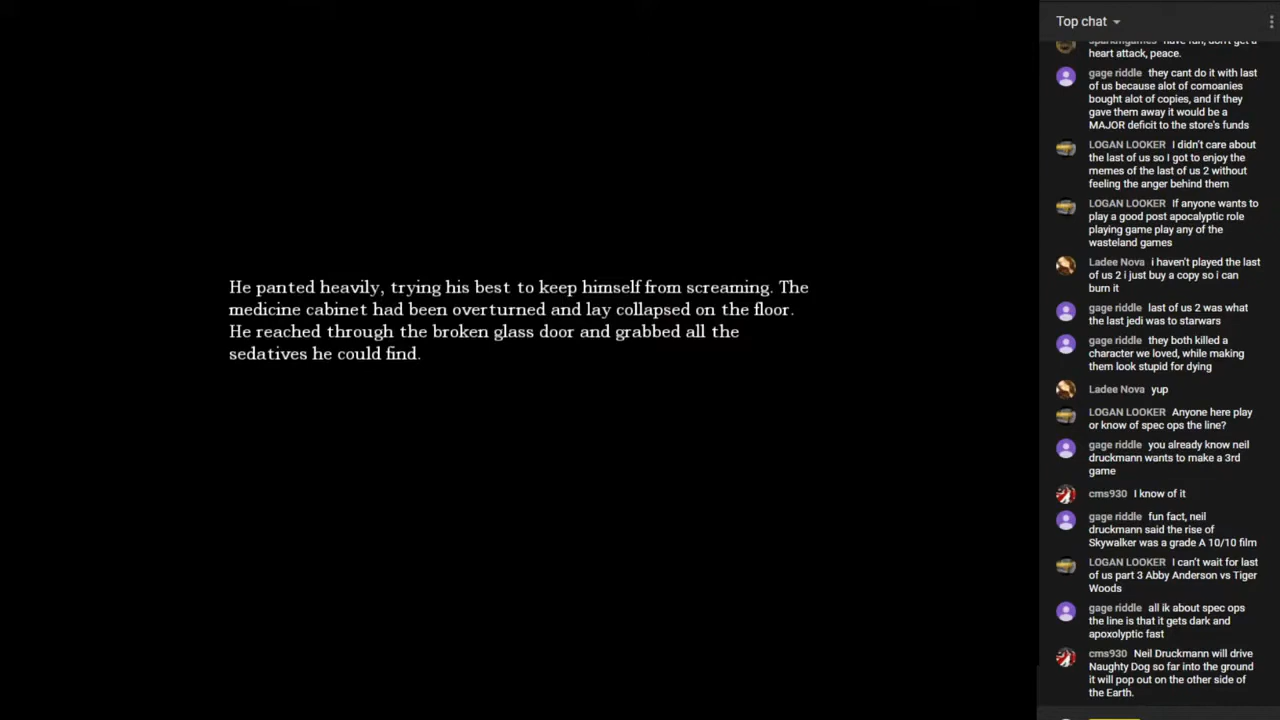 He panted heavily, trying his best to keep himself from screaming. The
medicine cabinet had been overturned and lay collapsed on the floor.
He reached through the broken glass door and grabbed all the
sedatives he could find.
Top chat
sparkmgames have fun, don't get a
heart attack, peace.
gage riddle they cant do it with last
of us because alot of comoanies
bought alot of copies, and if they
gave them away it would be a
MAJOR deficit to the store's funds
LOGAN LOOKER I didn't care about
the last of us so I got to enjoy the
memes of the last of us 2 without
feeling the anger behind them
LOGAN LOOKER If anyone wants to
play a good post apocalyptic role
playing game play any of the
wasteland games
Ladee Nova i haven't played the last
of us 2 i just buy a copy so i can
burn it
gage riddle last of us 2 was what
the last jedi was to starwars
gage riddle they both killed a
character we loved, while making
them look stupid for dying
Ladee Nova yup
LOGAN LOOKER Anyone here play
or know of spec ops the line?
gage riddle you already know neil
druckmann wants to make a 3rd
game
cms930 I know of it
gage riddle fun fact, neil
druckmann said the rise of
Skywalker was a grade A 10/10 film
LOGAN LOOKER I can't wait for last
of us part 3 Abby Anderson vs Tiger
Woods
gage riddle all ik about spec ops
the line is that it gets dark and
apoxolyptic fast
cms930 Neil Druckmann will drive
Naughty Dog so far into the ground
it will pop out on the other side of
the Earth.